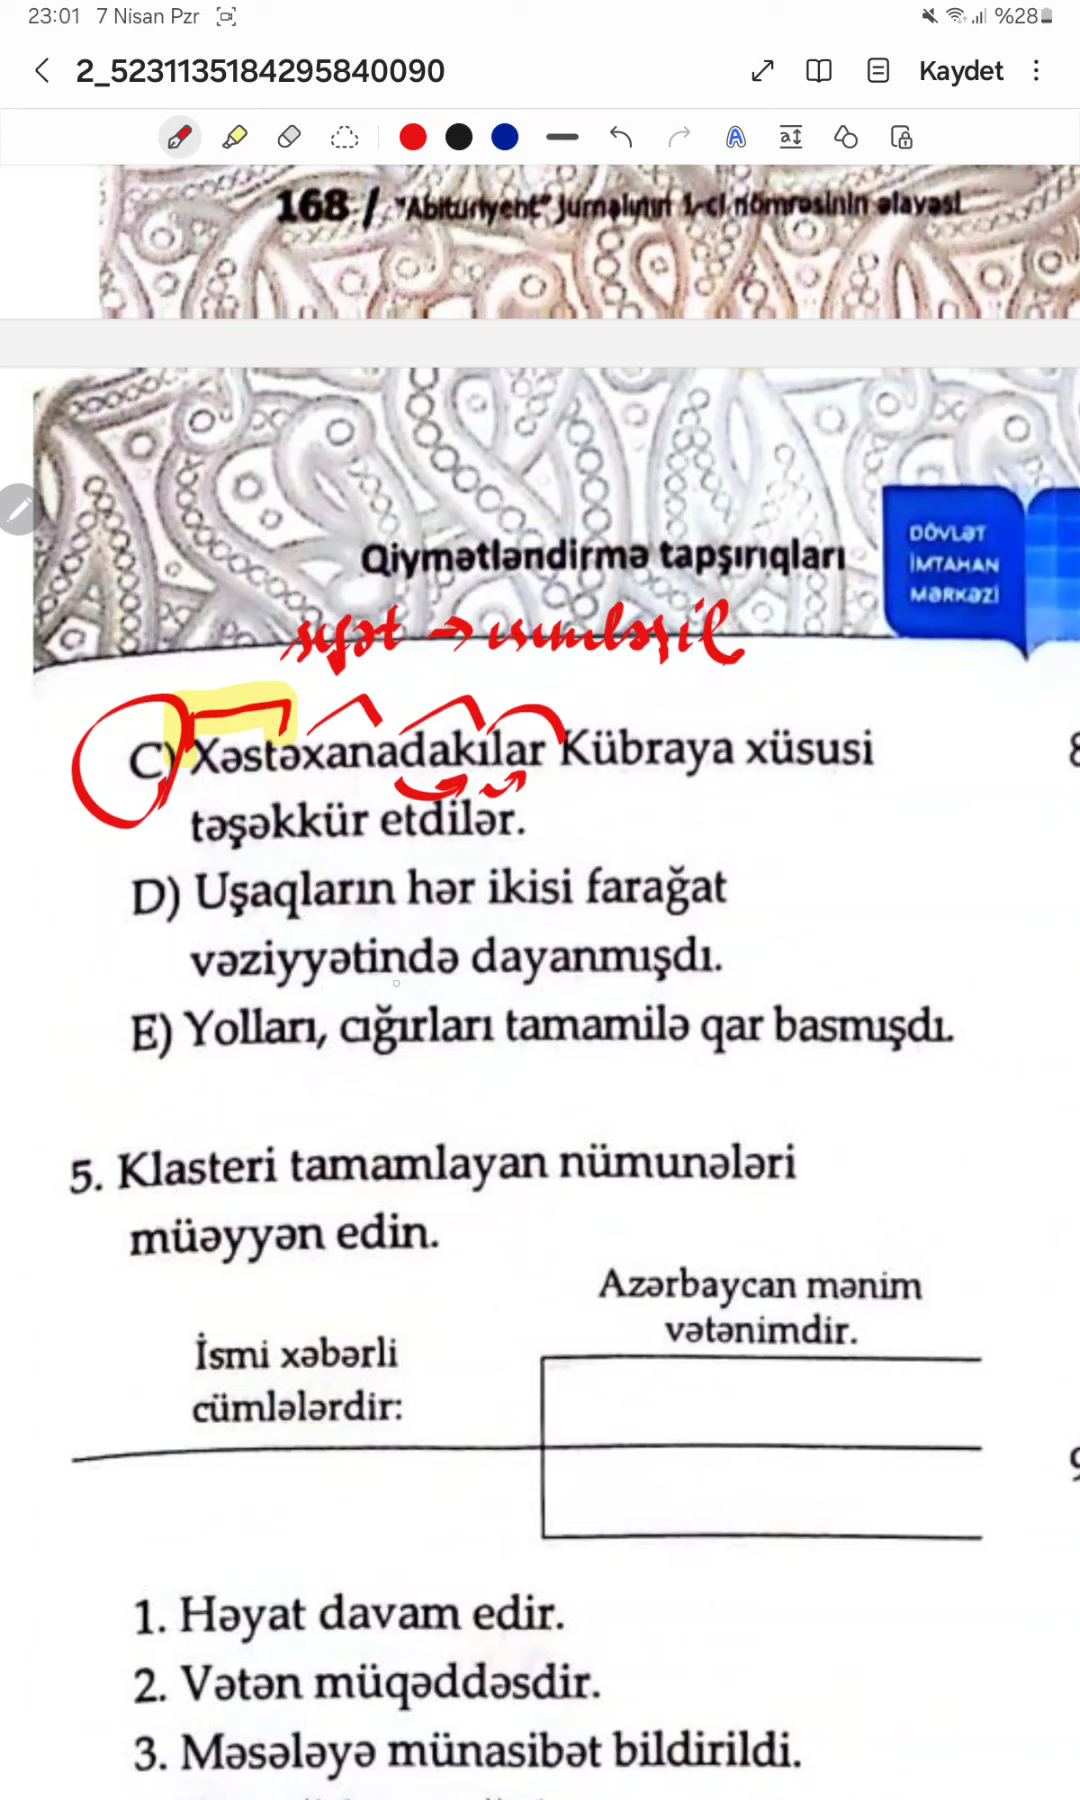 23:01 7 Nisan Pzr %28
2_5231135184295840090 Kaydet
168 / "Abituriyent" jurnalının 1-ci nömrəsinin əlavəsi
Qiymətləndirmə tapşırıqları
DÖVLƏT
İMTAHAN
MƏRKƏZİ
sifət → isimləşib
C) Xəstəxanadakılar Kübraya xüsusi
təşəkkür etdilər.
D) Uşaqların hər ikisi farağat
vəziyyətində dayanmışdı.
E) Yolları, cığırları tamamilə qar basmışdı.
5. Klasteri tamamlayan nümunələri
müəyyən edin.
Azərbaycan mənim
vətənimdir.
İsmi xəbərli
cümlələrdir:
1. Həyat davam edir.
2. Vətən müqəddəsdir.
3. Məsələyə münasibət bildirildi.